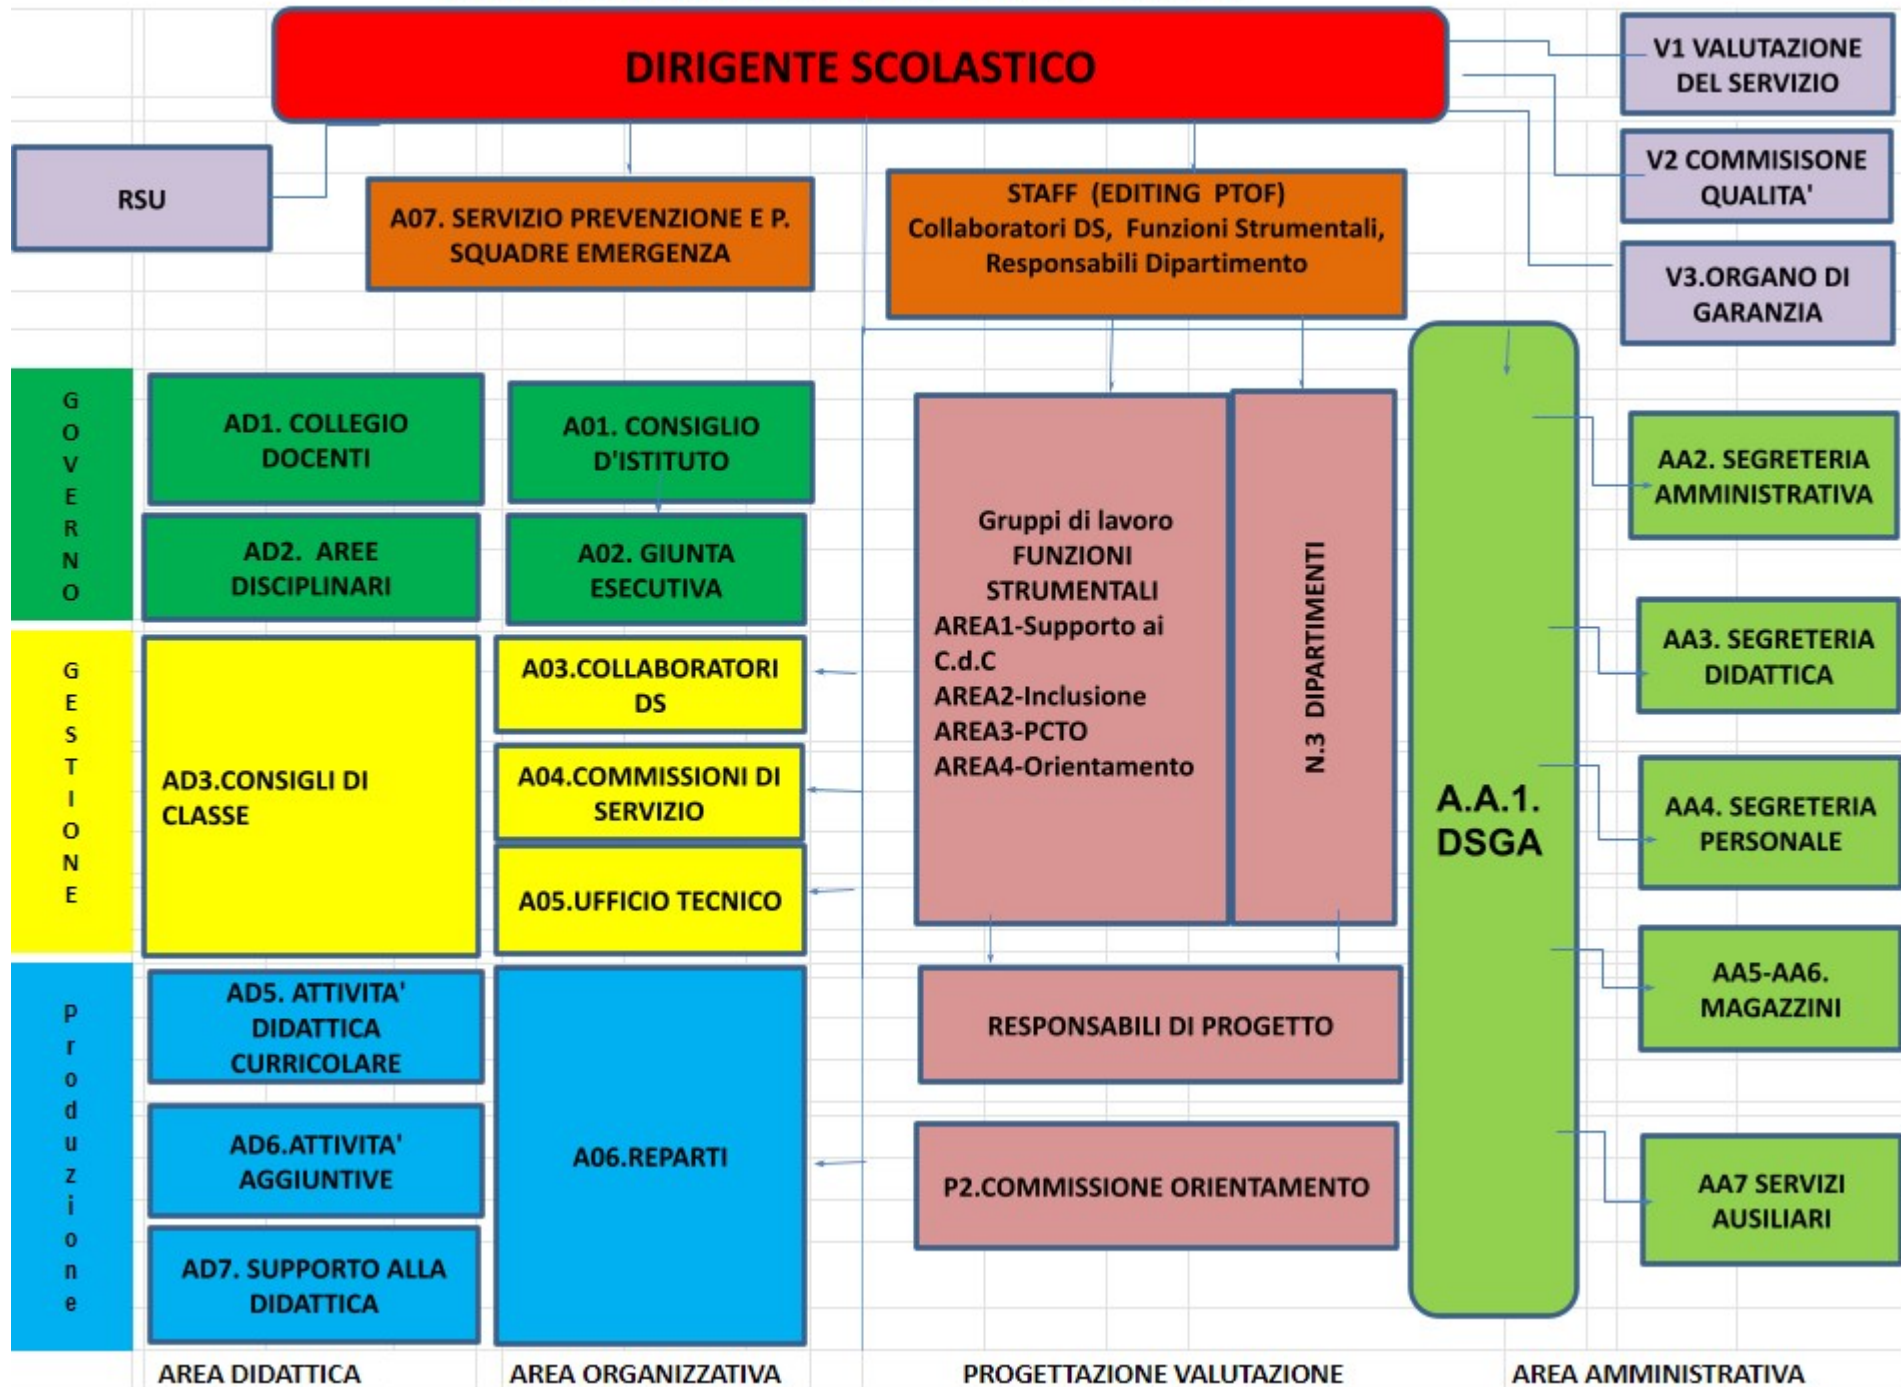 DIRIGENTE SCOLASTICO
V1 VALUTAZIONE
DEL SERVIZIO
V2 COMMISISONE
QUALITA'
V3.ORGANO DI
GARANZIA
RSU
A07. SERVIZIO PREVENZIONE E P.
SQUADRE EMERGENZA
STAFF (EDITING PTOF)
Collaboratori DS, Funzioni Strumentali,
Responsabili Dipartimento
GOVERNO
AD1. COLLEGIO
DOCENTI
A01. CONSIGLIO
D'ISTITUTO
AD2. AREE
DISCIPLINARI
A02. GIUNTA
ESECUTIVA
GESTIONE
AD3.CONSIGLI DI
CLASSE
A03.COLLABORATORI
DS
A04.COMMISSIONI DI
SERVIZIO
A05.UFFICIO TECNICO
Produzione
AD5. ATTIVITA'
DIDATTICA
CURRICOLARE
AD6.ATTIVITA'
AGGIUNTIVE
AD7. SUPPORTO ALLA
DIDATTICA
A06.REPARTI
Gruppi di lavoro
FUNZIONI
STRUMENTALI
AREA1-Supporto ai
C.d.C
AREA2-Inclusione
AREA3-PCTO
AREA4-Orientamento
N.3 DIPARTIMENTI
RESPONSABILI DI PROGETTO
P2.COMMISSIONE ORIENTAMENTO
A.A.1.
DSGA
AA2. SEGRETERIA
AMMINISTRATIVA
AA3. SEGRETERIA
DIDATTICA
AA4. SEGRETERIA
PERSONALE
AA5-AA6.
MAGAZZINI
AA7 SERVIZI
AUSILIARI
AREA DIDATTICA
AREA ORGANIZZATIVA
PROGETTAZIONE VALUTAZIONE
AREA AMMINISTRATIVA